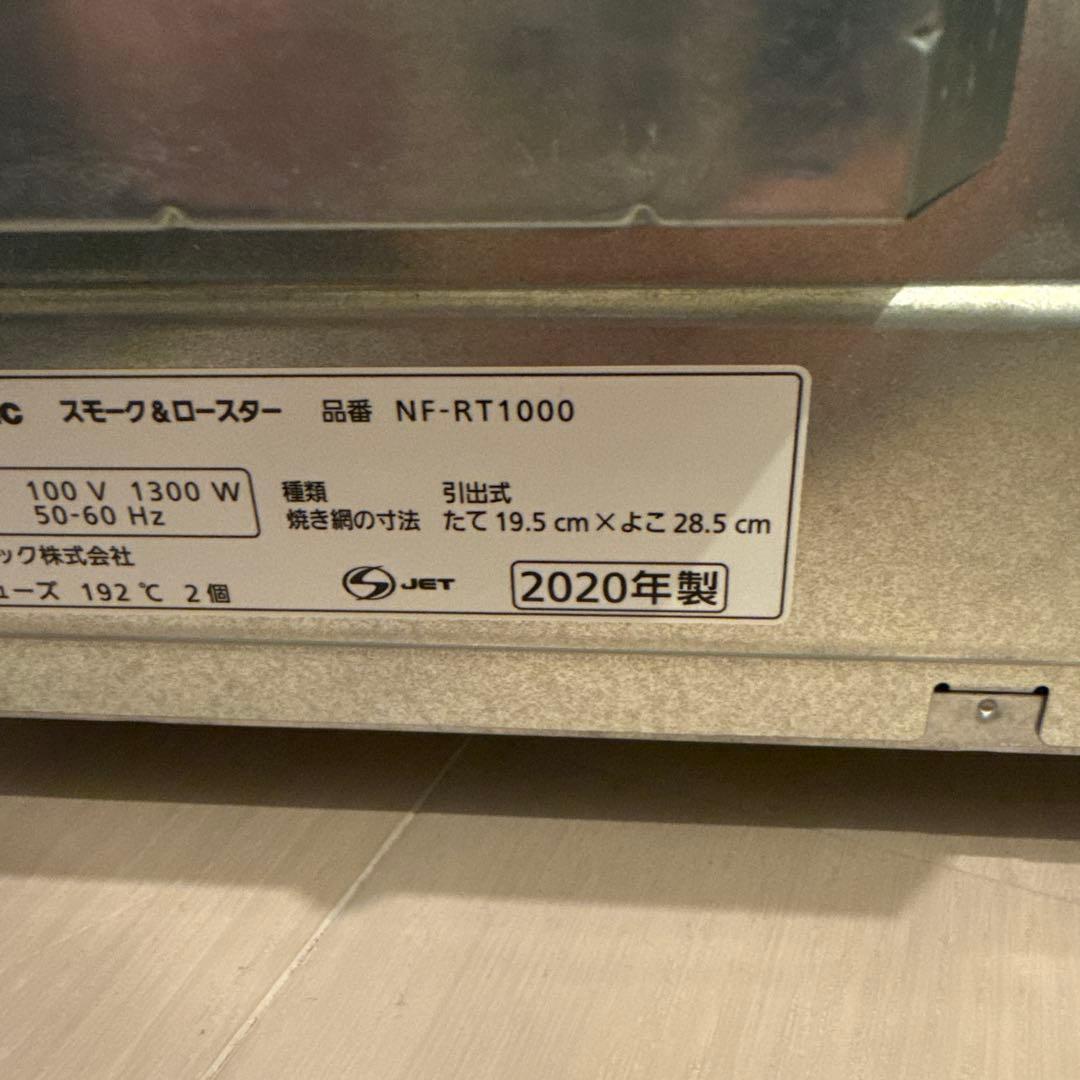 ic スモーク&ロースター 品番 NF-RT1000
100 V 1300 W 種類 引出式
50-60 Hz 焼き網の寸法 たて 19.5 cm×よこ 28.5 cm
ック株式会社
ューズ 192℃ 2個 S JET 2020年製